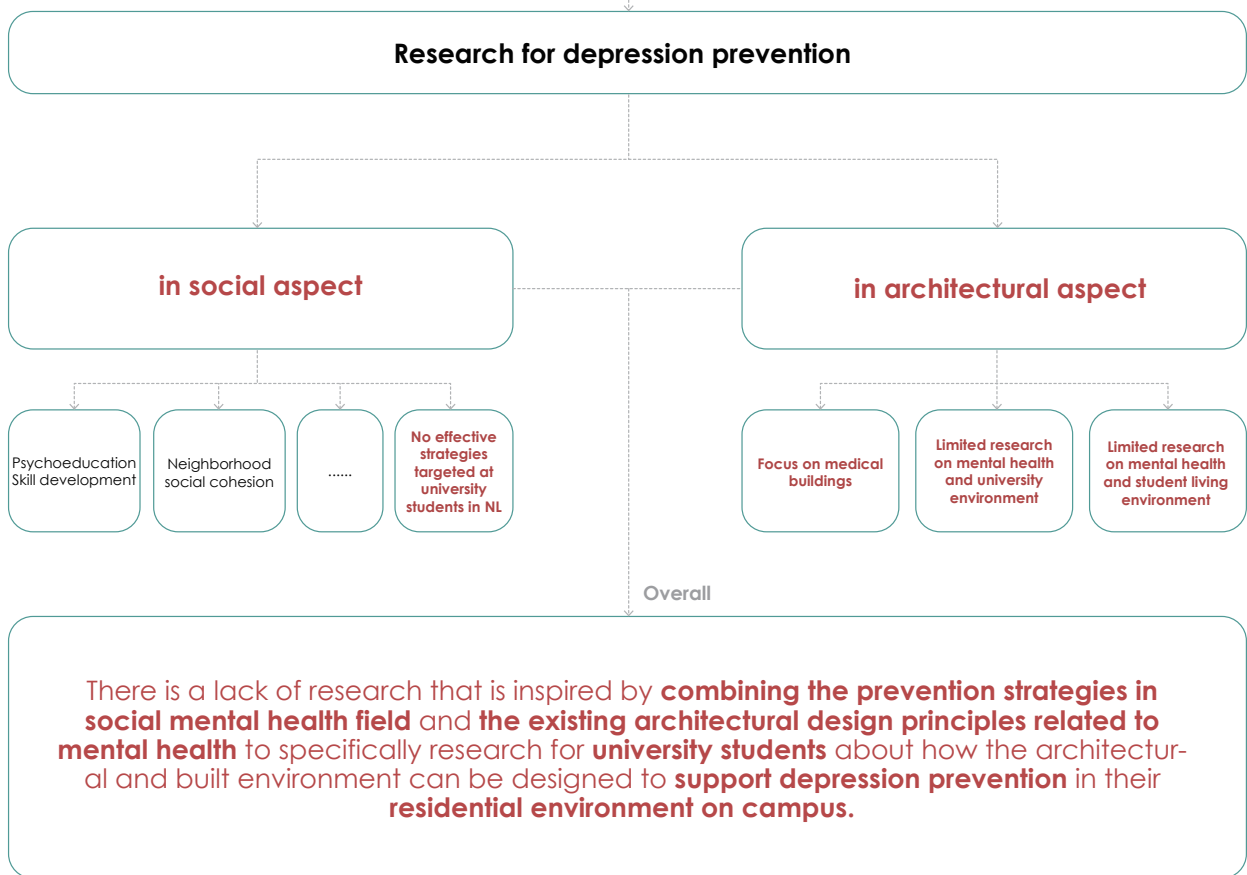 Research for depression prevention
in social aspect
in architectural aspect
Psychoeducation
Skill development
Neighborhood
social cohesion
......
No effective
strategies
targeted at
university
students in NL
Focus on medical
buildings
Limited research
on mental health
and university
environment
Limited research
on mental health
and student living
environment
Overall
There is a lack of research that is inspired by combining the prevention strategies in
social mental health field and the existing architectural design principles related to
mental health to specifically research for university students about how the architectur-
al and built environment can be designed to support depression prevention in their
residential environment on campus.